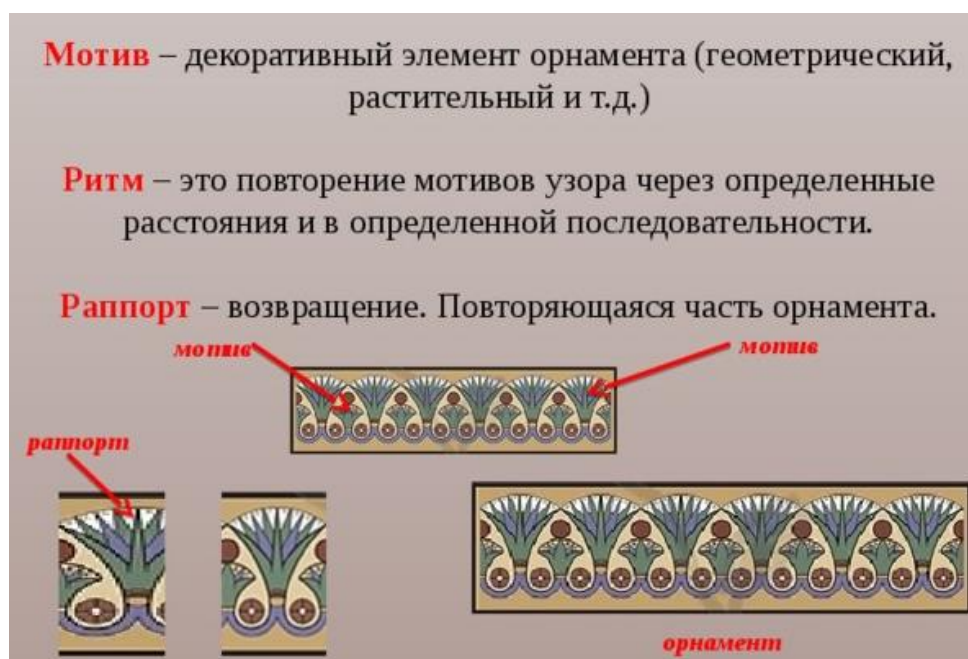 Мотив – декоративный элемент орнамента (геометрический,
растительный и т.д.)
Ритм – это повторение мотивов узора через определенные
расстояния и в определенной последовательности.
Раппорт – возвращение. Повторяющаяся часть орнамента.
мотив
мотив
раппорт
орнамент